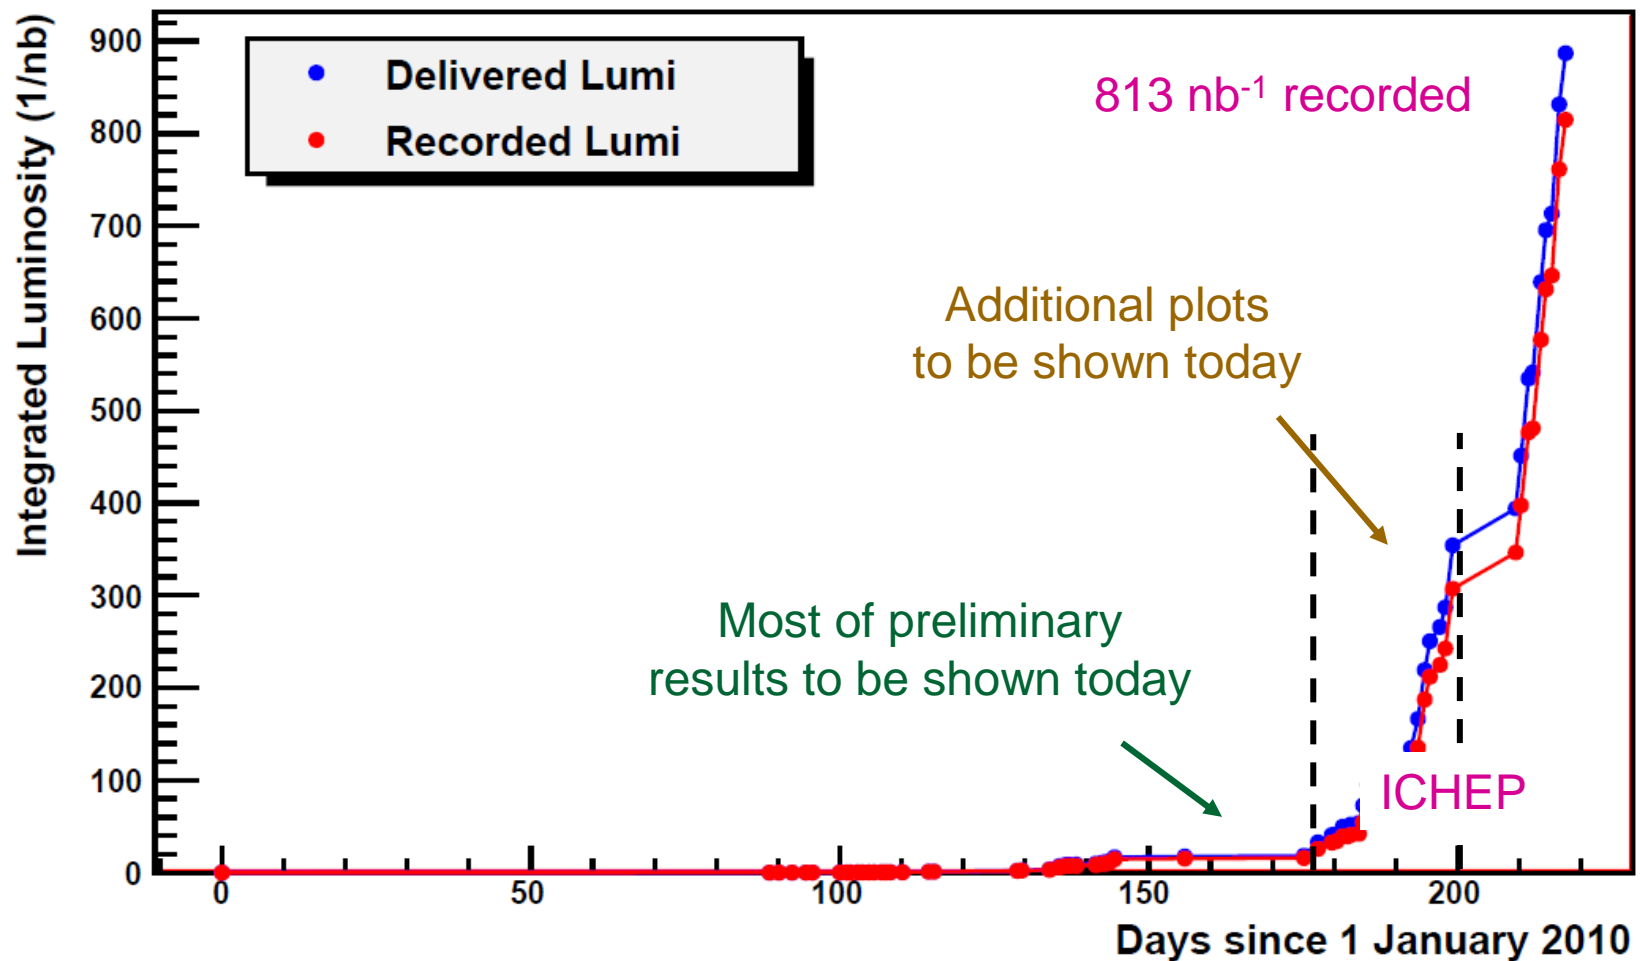 Integrated Luminosity (1/nb)
900
800
700
600
500
400
300
200
100
0
Delivered Lumi
Recorded Lumi
813 nb⁻¹ recorded
Additional plots
to be shown today
Most of preliminary
results to be shown today
ICHEP
0 50 100 150 200
Days since 1 January 2010